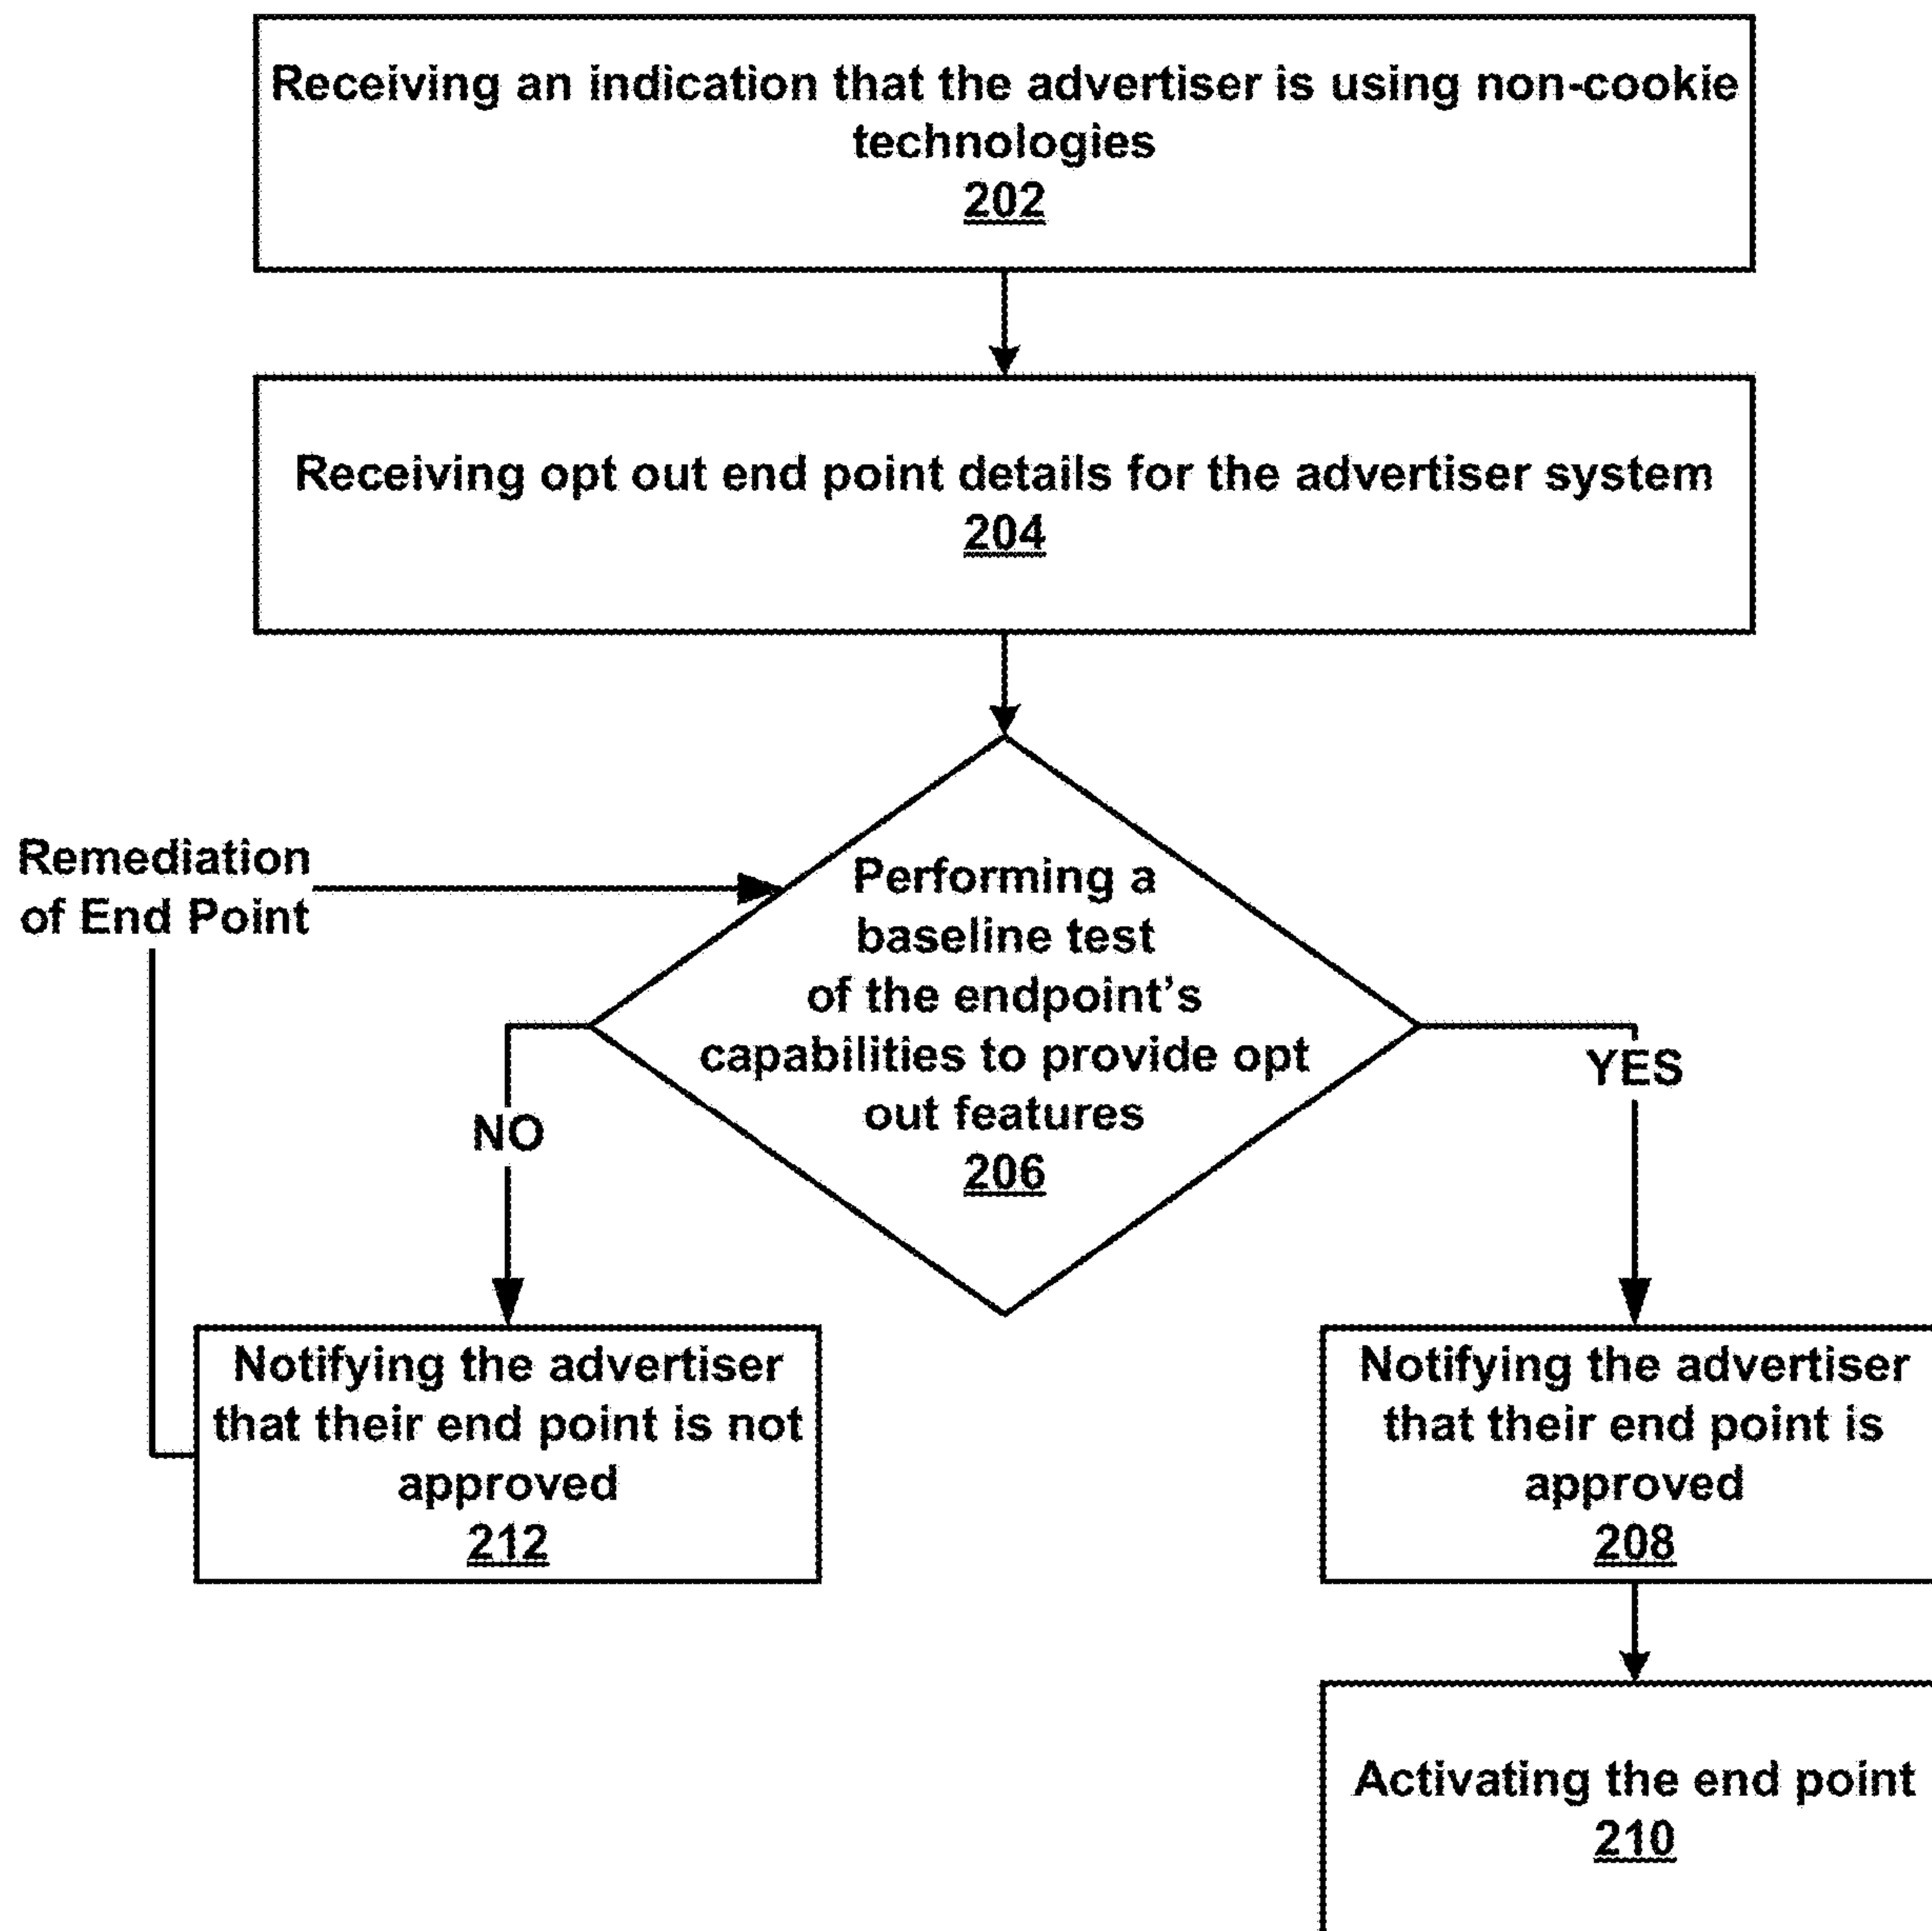 Receiving an indication that the advertiser is using non-cookie
technologies
202
Receiving opt out end point details for the advertiser system
204
Remediation
of End Point
Performing a
baseline test
of the endpoint's
capabilities to provide opt
out features
206
NO
YES
Notifying the advertiser
that their end point is not
approved
212
Notifying the advertiser
that their end point is
approved
208
Activating the end point
210